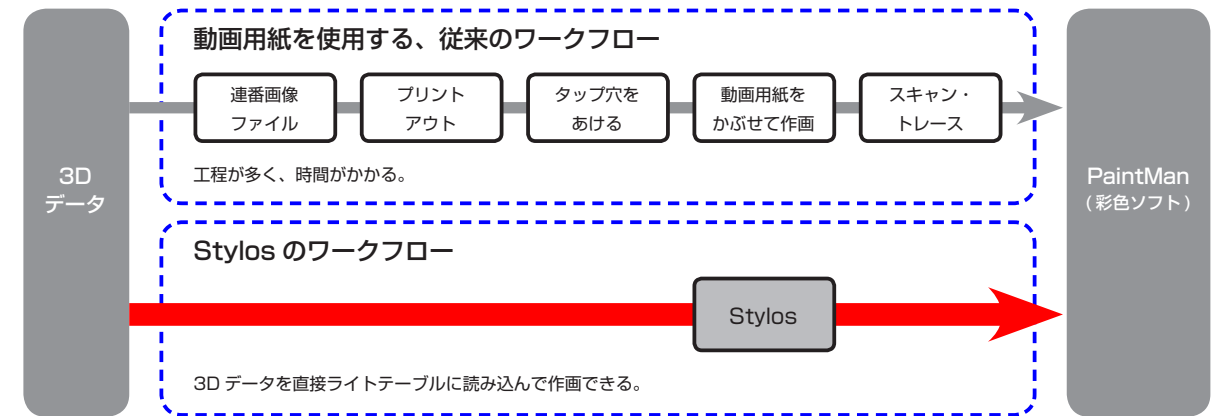 3D
データ
動画用紙を使用する、従来のワークフロー
連番画像
ファイル
プリント
アウト
タップ穴を
あける
動画用紙を
かぶせて作画
スキャン・
トレース
工程が多く、時間がかかる。
Stylos のワークフロー
Stylos
3D データを直接ライトテーブルに読み込んで作画できる。
PaintMan
(彩色ソフト)